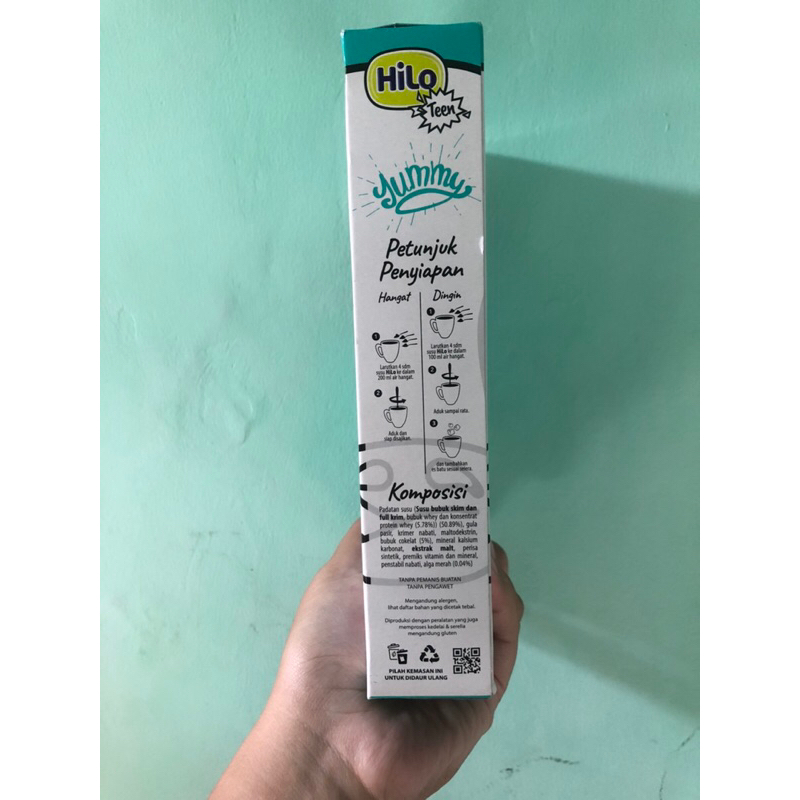 HiLo
Teen
yummy
Petunjuk
Penyiapan
Hangat
1
Larutkan 4 sdm
susu HiLo ke dalam
200 ml air hangat.
2
Aduk dan
siap disajikan.
Dingin
1
Larutkan 4 sdm
susu HiLo ke dalam
100 ml air hangat.
2
Aduk sampai rata.
3
dan tambahkan
es batu sesuai selera.
Komposisi
Padatan susu (Susu bubuk skim dan
full krim, bubuk whey dan konsentrat
protein whey (5.78%)) (50.89%), gula
pasir, krimer nabati, maltodekstrin,
bubuk cokelat (5%), mineral kalsium
karbonat, ekstrak malt, perisa
sintetik, premiks vitamin dan mineral,
penstabil nabati, alga merah (0.04%)
TANPA PEMANIS BUATAN
TANPA PENGAWET
Mengandung alergen,
lihat daftar bahan yang dicetak tebal.
Diproduksi dengan peralatan yang juga
memproses kedelai & serelia
mengandung gluten
PILAH KEMASAN INI
UNTUK DIDAUR ULANG